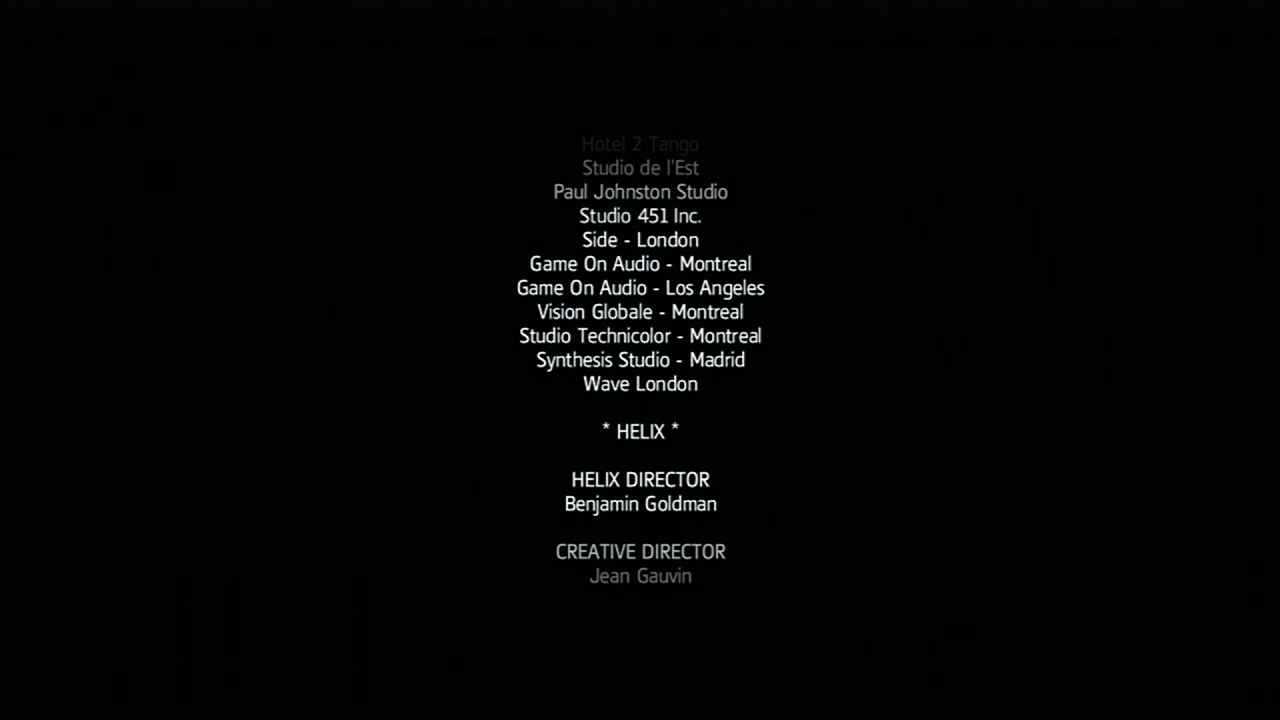 Hotel 2 Tango
Studio de l'Est
Paul Johnston Studio
Studio 451 Inc.
Side - London
Game On Audio - Montreal
Game On Audio - Los Angeles
Vision Globale - Montreal
Studio Technicolor - Montreal
Synthesis Studio - Madrid
Wave London
* HELIX *
HELIX DIRECTOR
Benjamin Goldman
CREATIVE DIRECTOR
Jean Gauvin